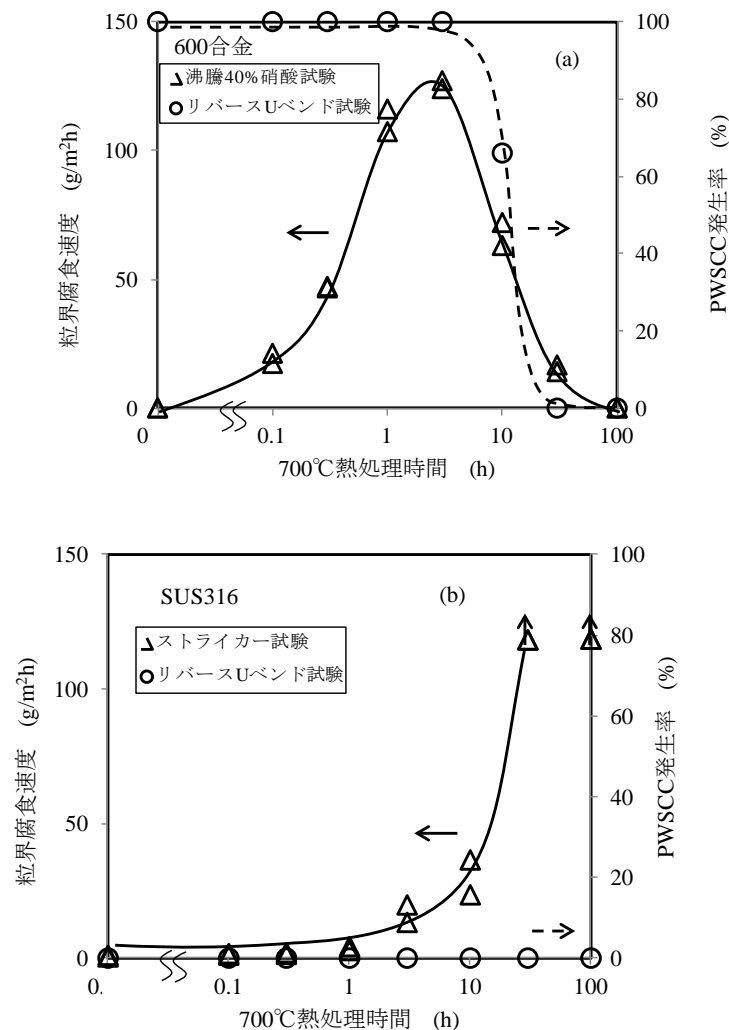 150
100
50
0
粒界腐食速度 (g/m²h)
600合金
(a)
沸騰40%硝酸試験
リバースUベンド試験
100
80
60
40
20
0
PWSCC発生率 (%)
0
0.1
1
10
100
700℃熱処理時間 (h)
150
100
50
0
粒界腐食速度 (g/m²h)
SUS316
(b)
ストライカー試験
リバースUベンド試験
100
80
60
40
20
0
PWSCC発生率 (%)
0.
0.1
1
10
100
700℃熱処理時間 (h)